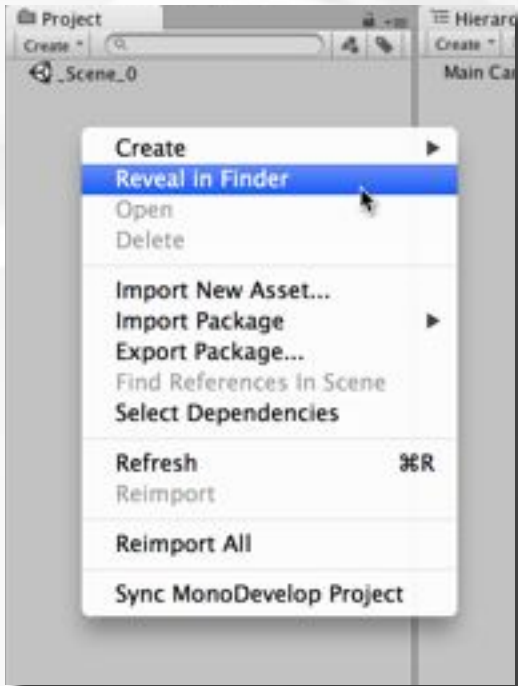 Project
Hierarc
Create
Create
_Scene_0
Main Car
Create
Reveal in Finder
Open
Delete
Import New Asset...
Import Package
Export Package...
Find References In Scene
Select Dependencies
Refresh ⌘R
Reimport
Reimport All
Sync MonoDevelop Project